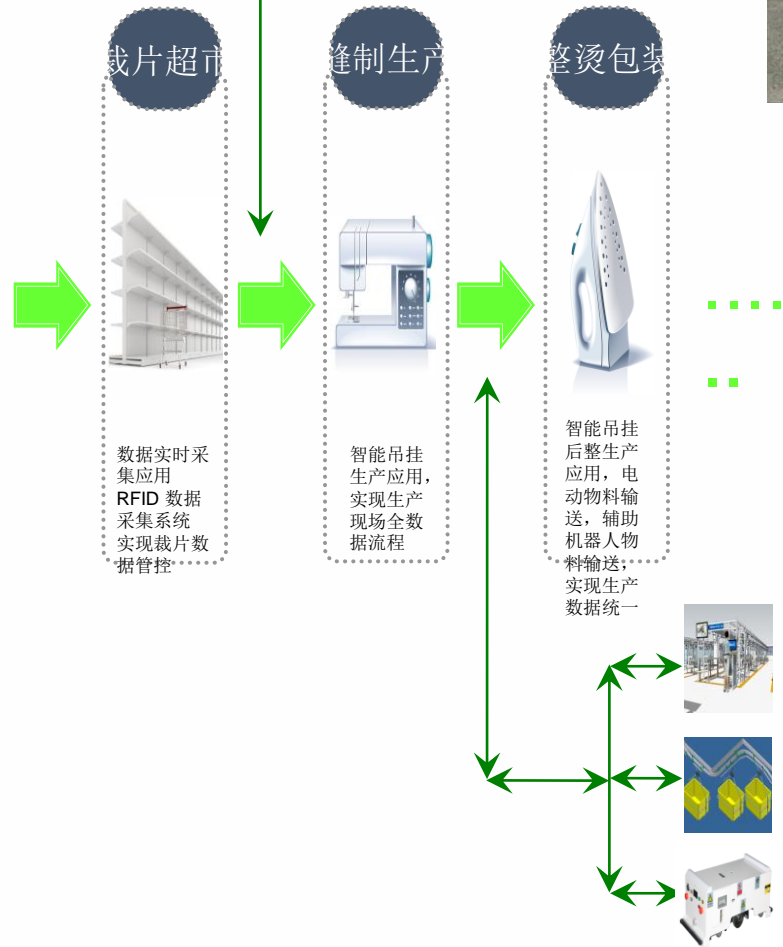 裁片超市
缝制生产
整烫包装
数据实时采
集应用
RFID 数据
采集系统
实现裁片数
据管控
智能吊挂
生产应用，
实现生产
现场全数
据流程
智能吊挂
后整生产
应用，电
动物料输
送，辅助
机器人物
料输送，
实现生产
数据统一